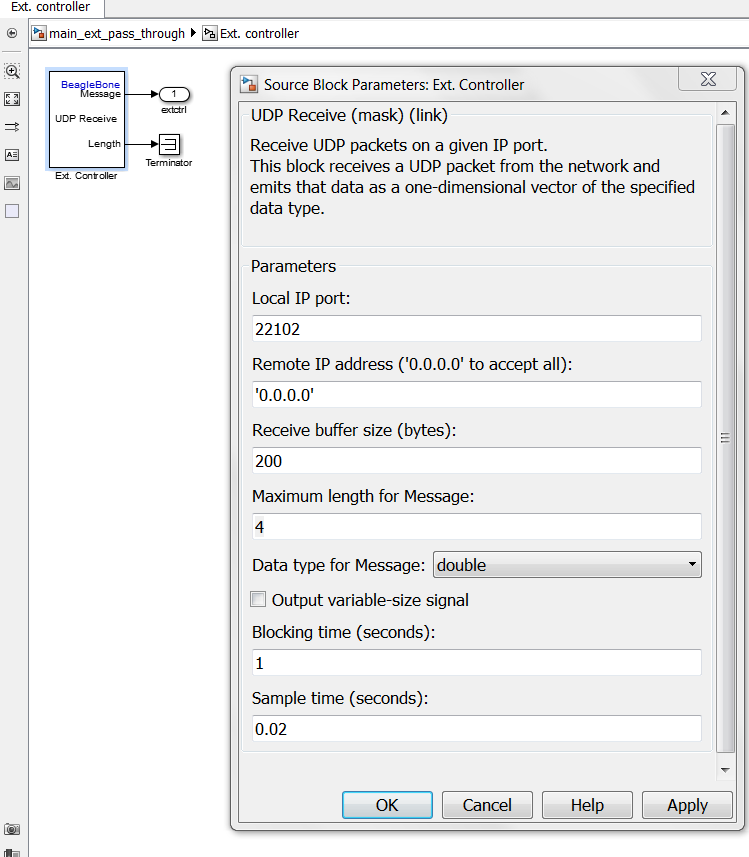 Ext. controller
main_ext_pass_through Ext. controller
BeagleBone
Message
UDP Receive
Length
Ext. Controller
1
extctrl
Terminator
Source Block Parameters: Ext. Controller
UDP Receive (mask) (link)
Receive UDP packets on a given IP port.
This block receives a UDP packet from the network and
emits that data as a one-dimensional vector of the specified
data type.
Parameters
Local IP port:
22102
Remote IP address ('0.0.0.0' to accept all):
'0.0.0.0'
Receive buffer size (bytes):
200
Maximum length for Message:
4
Data type for Message: double
Output variable-size signal
Blocking time (seconds):
1
Sample time (seconds):
0.02
OK Cancel Help Apply